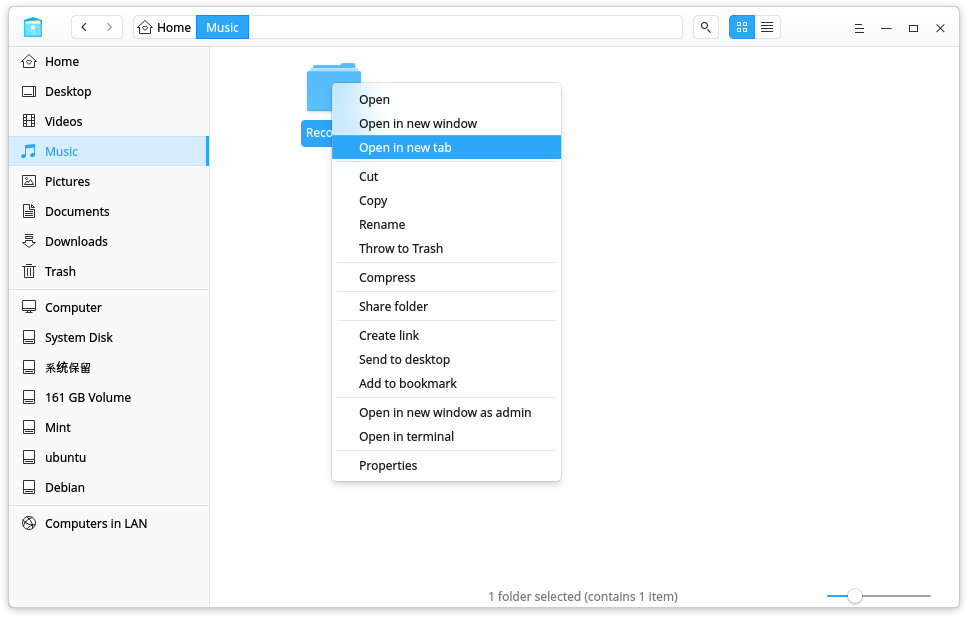 Home Music
Home
Desktop
Videos
Music
Pictures
Documents
Downloads
Trash
Computer
System Disk
系统保留
161 GB Volume
Mint
ubuntu
Debian
Computers in LAN
Open
Open in new window
Open in new tab
Cut
Copy
Rename
Throw to Trash
Compress
Share folder
Create link
Send to desktop
Add to bookmark
Open in new window as admin
Open in terminal
Properties
1 folder selected (contains 1 item)